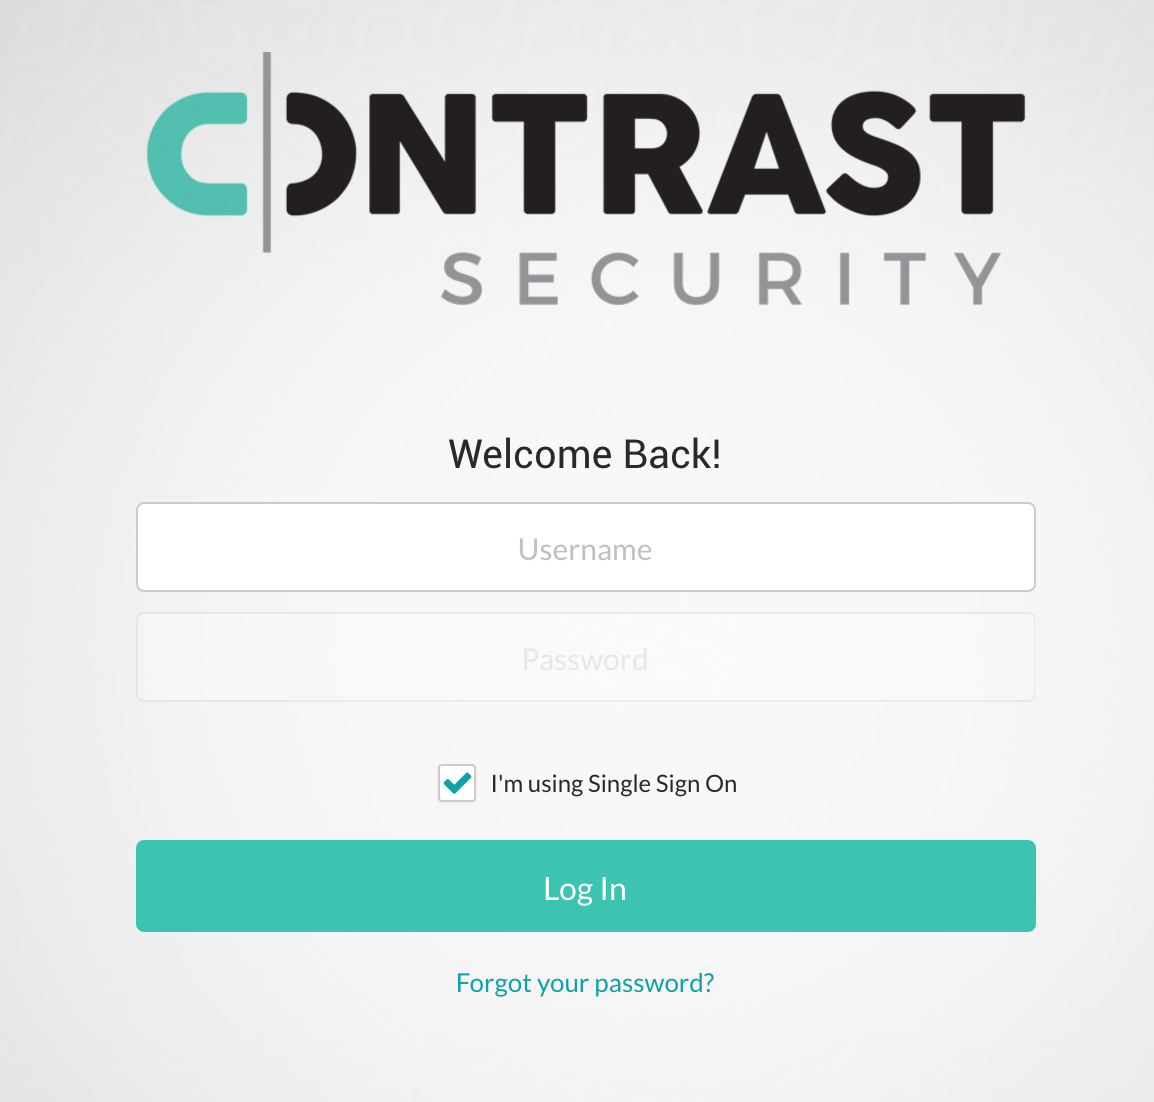 CONTRAST
SECURITY
Welcome Back!
Username
Password
I'm using Single Sign On
Log In
Forgot your password?